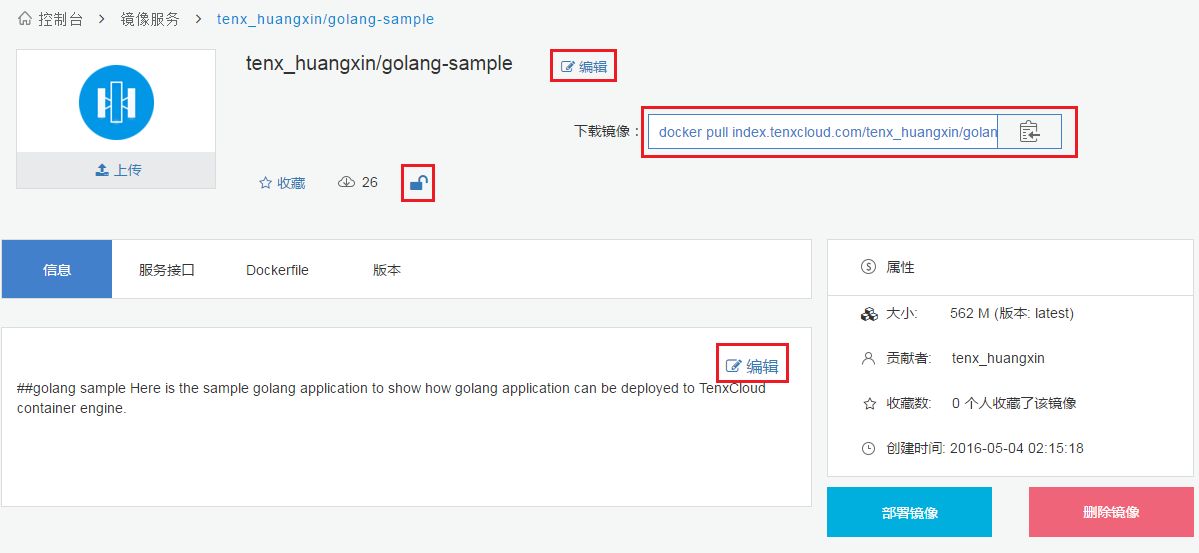 控制台 > 镜像服务 > tenx_huangxin/golang-sample
tenx_huangxin/golang-sample
编辑
下载镜像：
docker pull index.tenxcloud.com/tenx_huangxin/golan
上传
收藏
26
信息
服务接口
Dockerfile
版本
编辑
##golang sample Here is the sample golang application to show how golang application can be deployed to TenxCloud
container engine.
属性
大小: 562 M (版本: latest)
贡献者: tenx_huangxin
收藏数: 0 个人收藏了该镜像
创建时间: 2016-05-04 02:15:18
部署镜像
删除镜像